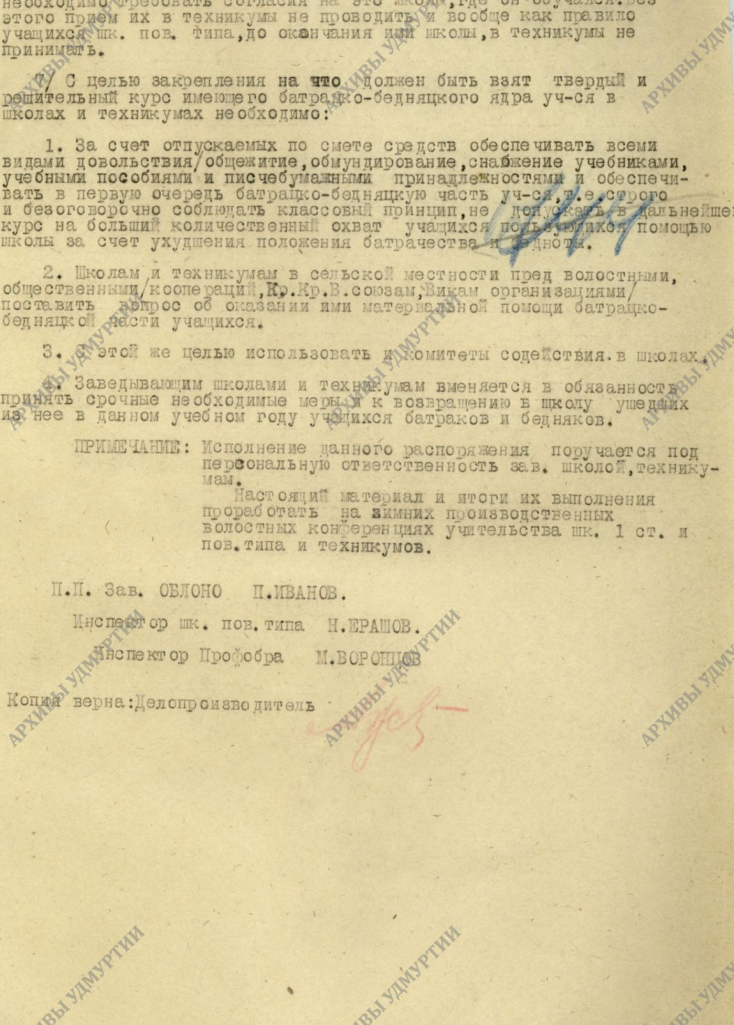 необходимо требовать согласия на это школы, где он обучался. Без
этого прием их в техникумы не проводить и вообще как правило
учащихся шк. пов. типа, до окончания ими школы, в техникумы не
принимать.
7/ С целью закрепления на что должен быть взят твердый и
решительный курс имеющего батрацко-бедняцкого ядра уч-ся в
школах и техникумах необходимо:
1. За счет отпускаемых по смете средств обеспечивать всеми
видами довольствия/общежитие, обмундирование, снабжение учебниками,
учебными пособиями и писчебумажными принадлежностями и обеспечи-
вать в первую очередь батрацко-бедняцкую часть уч-ся, т.е. строго
и безоговорочно соблюдать классовый принцип, не допускать в дальнейшем
курс на больший количественный охват учащихся пользующихся помощью
школы за счет ухудшения положения батрачества и бедноты.
2. Школам и техникумам в сельской местности пред волостными,
общественными/кооперацией, Кр.Кр.В.союзам, Викам организациями/
поставить вопрос об оказании ими материальной помощи батрацко-
бедняцкой части учащихся.
3. С этой же целью использовать и комитеты содействия в школах.
4. Заведывающим школами и техникумам вменяется в обязанность
принять срочные необходимые меры и к возвращению в школу ушедших
из нее в данном учебном году учащихся батраков и бедняков.
ПРИМЕЧАНИЕ: Исполнение данного распоряжения поручается под
персональную ответственность зав. школой, технику-
мам.
Настоящий материал и итоги их выполнения
проработать на зимних производственных
волостных конференциях учительства шк. 1 ст. и
пов. типа и техникумов.
П.П. Зав. ОБЛОНО П.ИВАНОВ.
Инспектор шк. пов. типа Н.ЕРАШОВ.
Инспектор Профобра М.ВОРОНЦОВ
Копия верна: Делопроизводитель
АРХИВЫ УДМУРТИИ